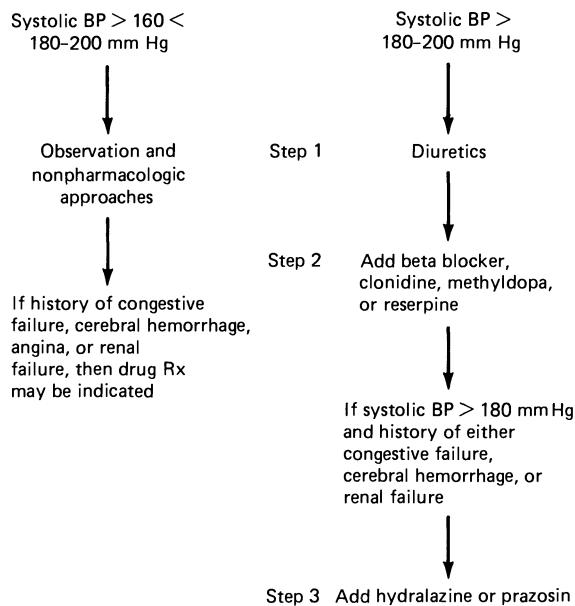 Systolic BP > 160 <
180–200 mm Hg
Observation and
nonpharmacologic
approaches
If history of congestive
failure, cerebral hemorrhage,
angina, or renal
failure, then drug Rx
may be indicated
Systolic BP >
180–200 mm Hg
Step 1 Diuretics
Step 2 Add beta blocker,
clonidine, methyldopa,
or reserpine
If systolic BP > 180 mm Hg
and history of either
congestive failure,
cerebral hemorrhage, or
renal failure
Step 3 Add hydralazine or prazosin